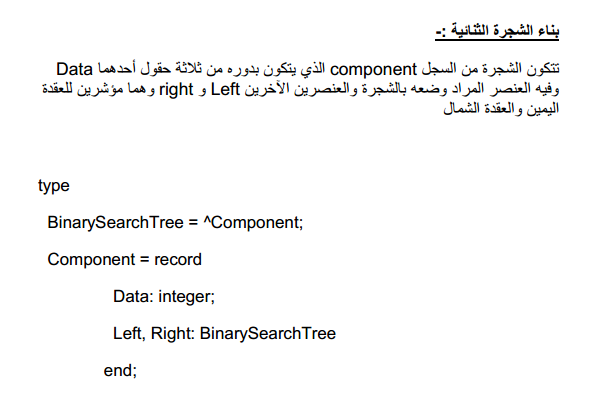 بناء الشجرة الثنائية :-
تتكون الشجرة من السجل component الذي يتكون بدوره من ثلاثة حقول أحدهما Data
وفيه العنصر المراد وضعه بالشجرة والعنصرين الآخرين Left و right وهما مؤشرين للعقدة
اليمين والعقدة الشمال
type
BinarySearchTree = ^Component;
Component = record
Data: integer;
Left, Right: BinarySearchTree
end;